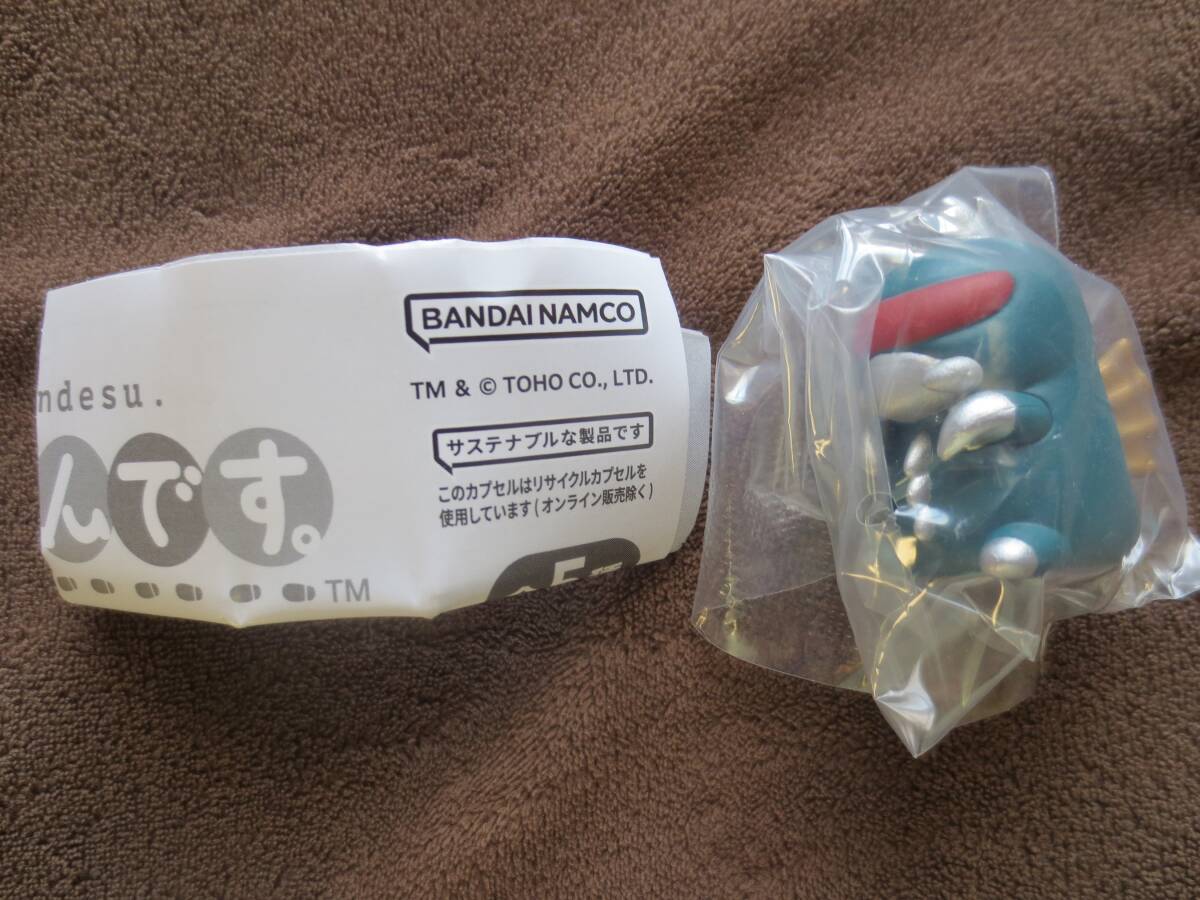 ndesu.
んです。
TM
BANDAI NAMCO
TM & © TOHO CO., LTD.
サステナブルな製品です
このカプセルはリサイクルカプセルを
使用しています(オンライン販売除く)
5